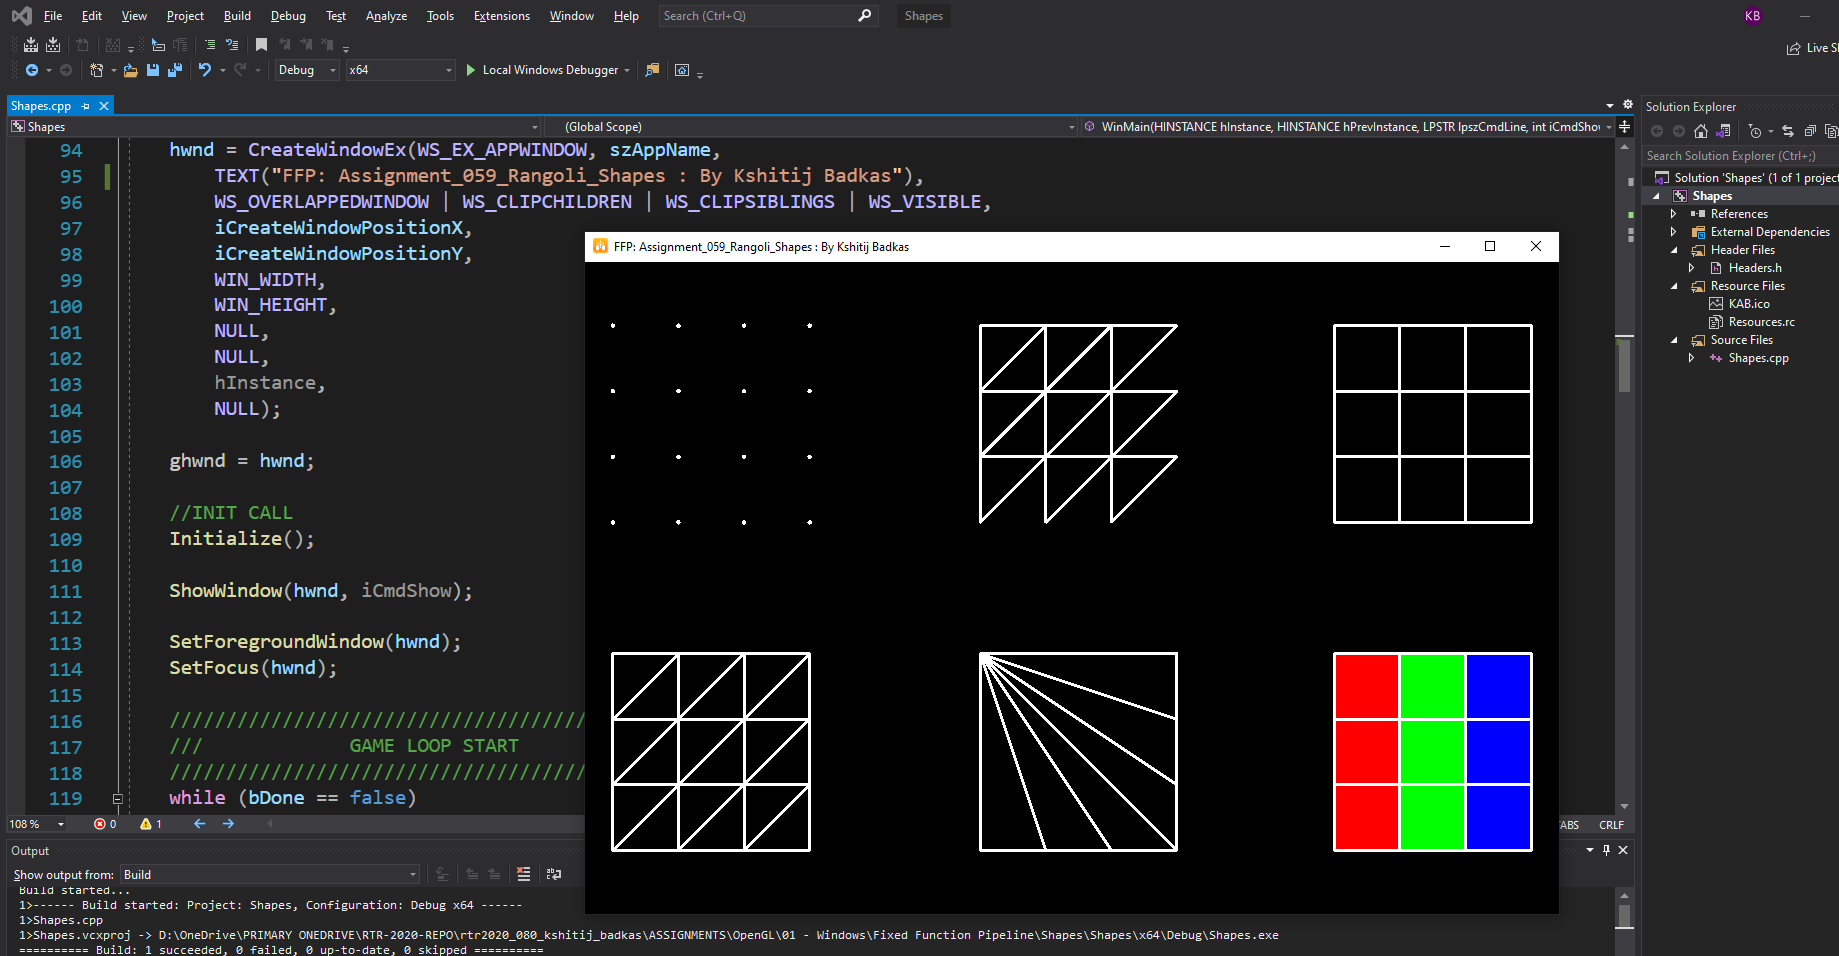 File Edit View Project Build Debug Test Analyze Tools Extensions Window Help Search (Ctrl+Q) Shapes KB
Live
Debug x64 Local Windows Debugger
Shapes.cpp
Shapes (Global Scope) WinMain(HINSTANCE hInstance, HINSTANCE hPrevInstance, LPSTR lpszCmdLine, int iCmdShow
94 hwnd = CreateWindowEx(WS_EX_APPWINDOW, szAppName,
95 TEXT("FFP: Assignment_059_Rangoli_Shapes : By Kshitij Badkas"),
96 WS_OVERLAPPEDWINDOW | WS_CLIPCHILDREN | WS_CLIPSIBLINGS | WS_VISIBLE,
97 iCreateWindowPositionX,
98 iCreateWindowPositionY,
99 WIN_WIDTH,
100 WIN_HEIGHT,
101 NULL,
102 NULL,
103 hInstance,
104 NULL);
105
106 ghwnd = hwnd;
107
108 //INIT CALL
109 Initialize();
110
111 ShowWindow(hwnd, iCmdShow);
112
113 SetForegroundWindow(hwnd);
114 SetFocus(hwnd);
115
116 /////////////////////////////////////
117 /// GAME LOOP START
118 /////////////////////////////////////
119 while (bDone == false)
FFP: Assignment_059_Rangoli_Shapes : By Kshitij Badkas
108 % 0 1 ABS CRLF
Output
Show output from: Build
Build started...
1>------ Build started: Project: Shapes, Configuration: Debug x64 ------
1>Shapes.cpp
1>Shapes.vcxproj -> D:\OneDrive\PRIMARY ONEDRIVE\RTR-2020-REPO\rtr2020_080_kshitij_badkas\ASSIGNMENTS\OpenGL\01 - Windows\Fixed Function Pipeline\Shapes\Shapes\x64\Debug\Shapes.exe
========== Build: 1 succeeded, 0 failed, 0 up-to-date, 0 skipped ==========
Solution Explorer
Search Solution Explorer (Ctrl+;)
Solution 'Shapes' (1 of 1 project
Shapes
References
External Dependencies
Header Files
Headers.h
Resource Files
KAB.ico
Resources.rc
Source Files
Shapes.cpp